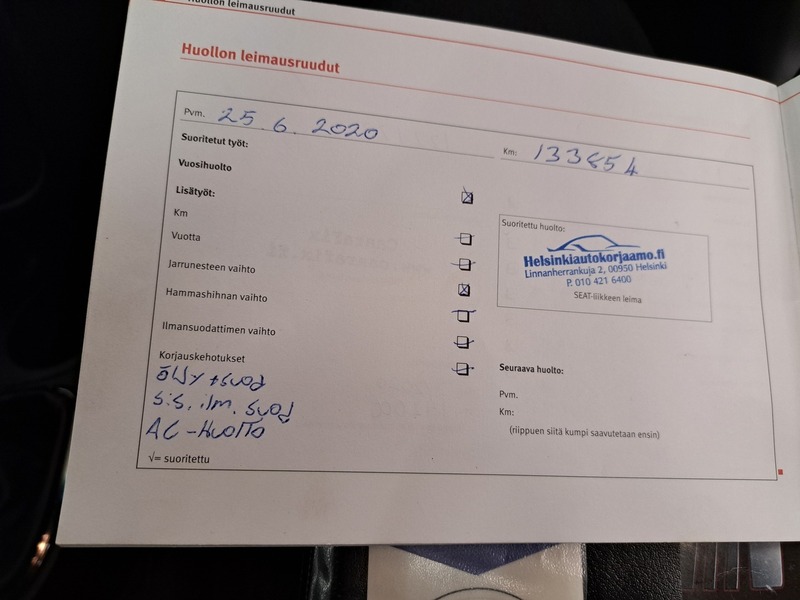 Huollon leimausruudut
Huollon leimausruudut
Pvm. 25.6.2020
Km: 133854
Suoritetut työt:
Vuosihuolto
Lisätyöt:
Km
Vuotta
Jarrunesteen vaihto
Hammashihnan vaihto
Ilmansuodattimen vaihto
Korjauskehotukset
öljy + suod
sis. ilm. suod
AC-HUOLTO
√= suoritettu
Suoritettu huolto:
Helsinkiautokorjaamo.fi
Linnanherrankuja 2, 00950 Helsinki
P. 010 421 6400
SEAT-liikkeen leima
Seuraava huolto:
Pvm.
Km:
(riippuen siitä kumpi saavutetaan ensin)